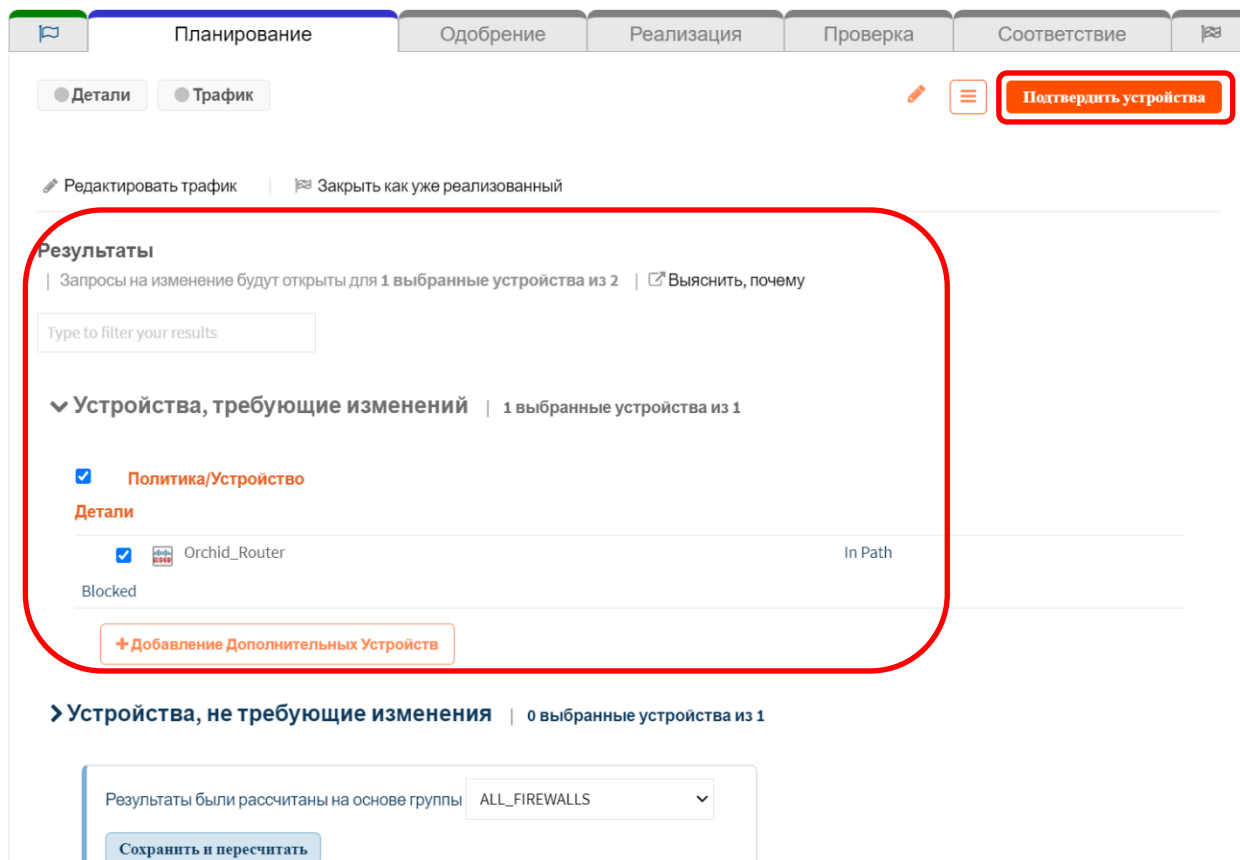 Планирование
Одобрение
Реализация
Проверка
Соответствие
Детали
Трафик
Подтвердить устройства
Редактировать трафик
Закрыть как уже реализованный
Результаты
| Запросы на изменение будут открыты для 1 выбранные устройства из 2 | Выяснить, почему
Type to filter your results
Устройства, требующие изменений | 1 выбранные устройства из 1
Политика/Устройство
Детали
Orchid_Router
In Path
Blocked
+Добавление Дополнительных Устройств
Устройства, не требующие изменения | 0 выбранные устройства из 1
Результаты были рассчитаны на основе группы ALL_FIREWALLS
Сохранить и пересчитать